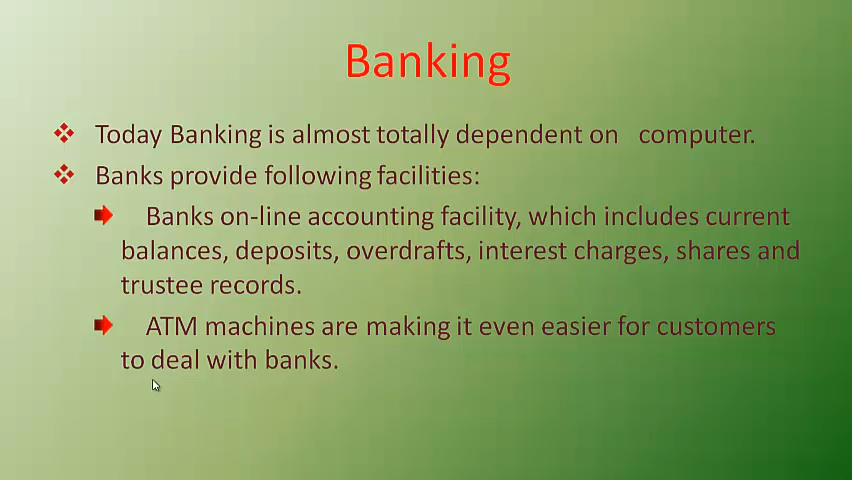 Banking
Today Banking is almost totally dependent on computer.
Banks provide following facilities:
Banks on-line accounting facility, which includes current
balances, deposits, overdrafts, interest charges, shares and
trustee records.
ATM machines are making it even easier for customers
to deal with banks.